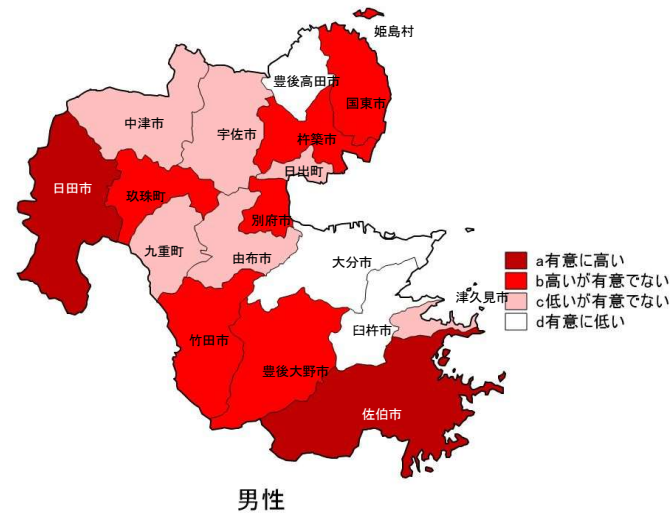 姫島村
豊後高田市
国東市
中津市
宇佐市
杵築市
日出町
日田市
玖珠町
別府市
九重町
由布市
大分市
津久見市
臼杵市
竹田市
豊後大野市
佐伯市
a有意に高い
b高いが有意でない
c低いが有意でない
d有意に低い
男性